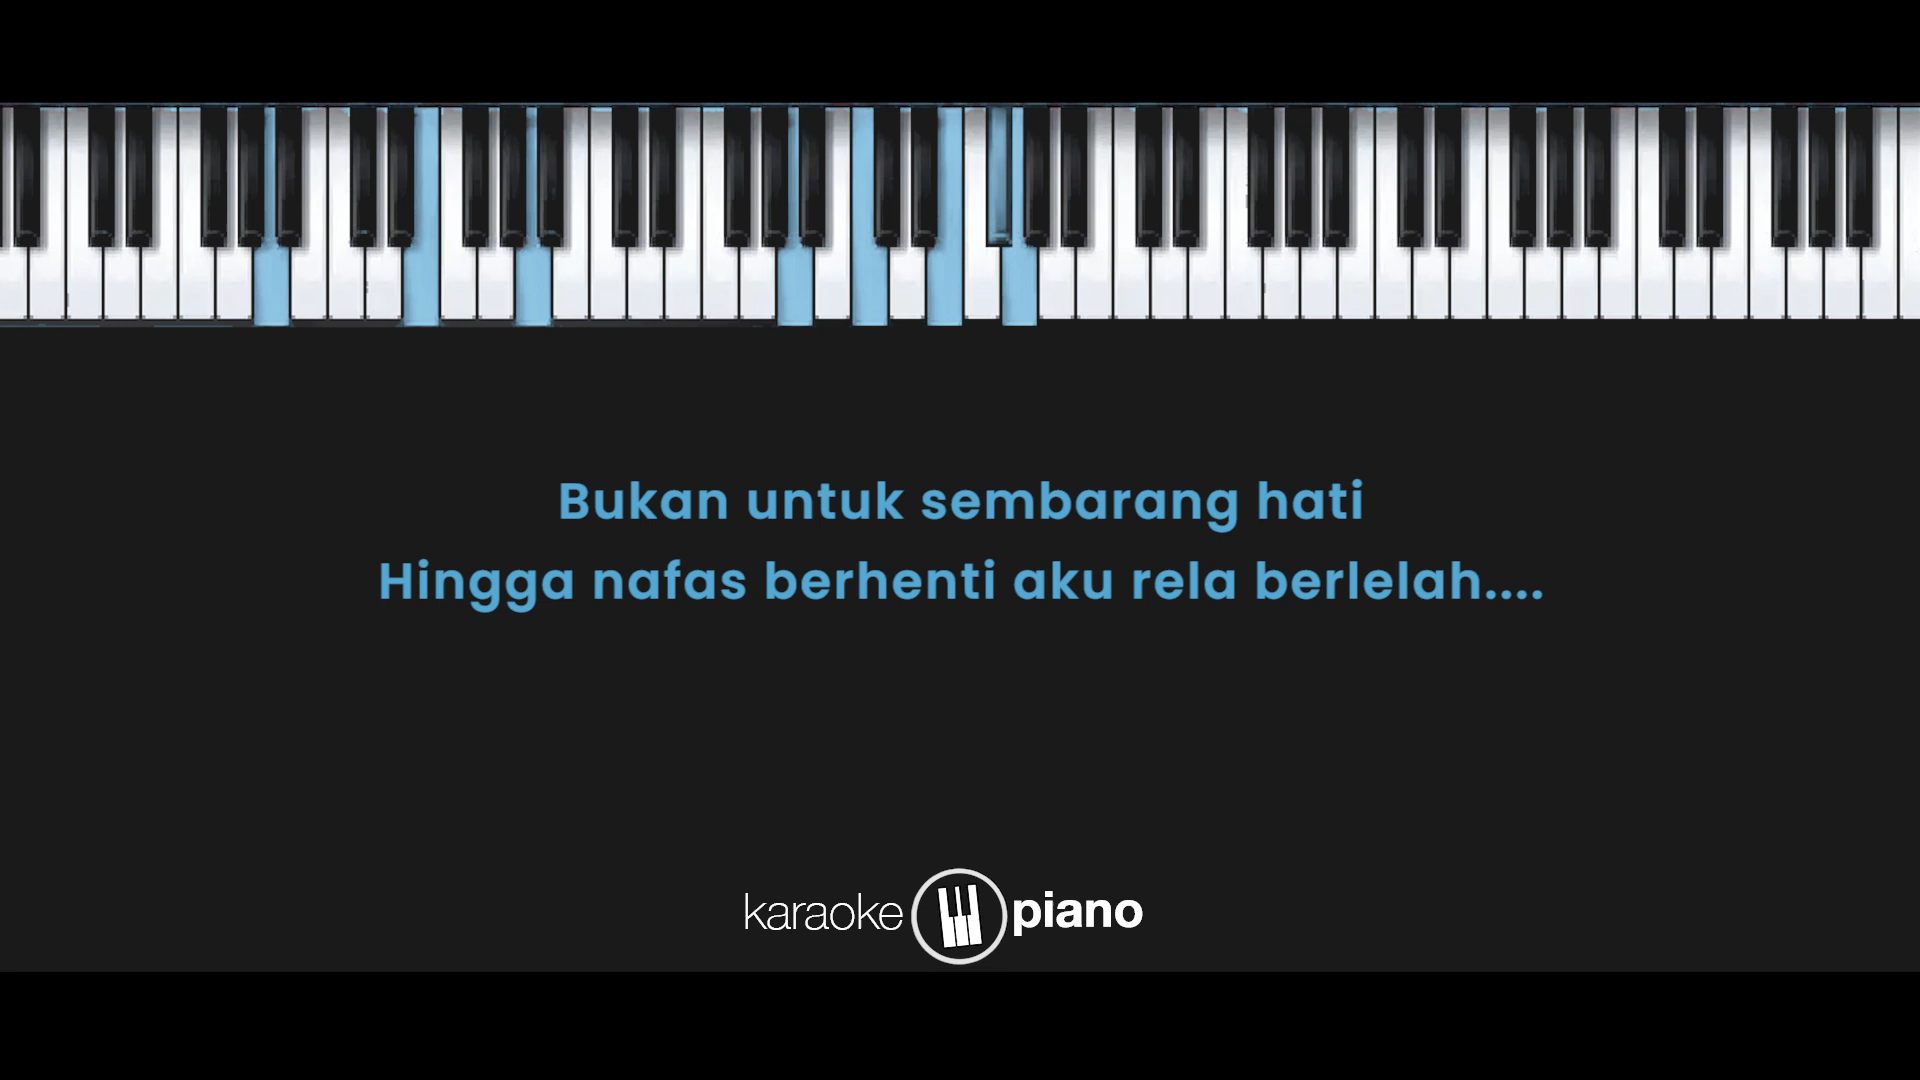 Bukan untuk sembarang hati
Hingga nafas berhenti aku rela berlelah....
karaoke piano